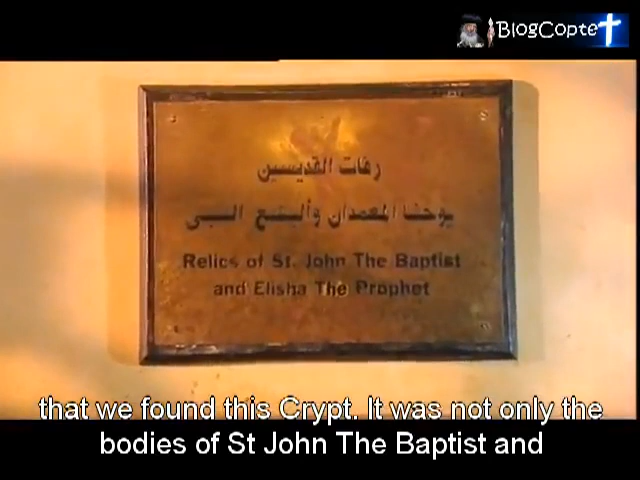 BlogCopte
رفات القديسين
يوحنا المعمدان وأليشع النبى
Relics of St. John The Baptist
and Elisha The Prophet
that we found this Crypt. It was not only the
bodies of St John The Baptist and